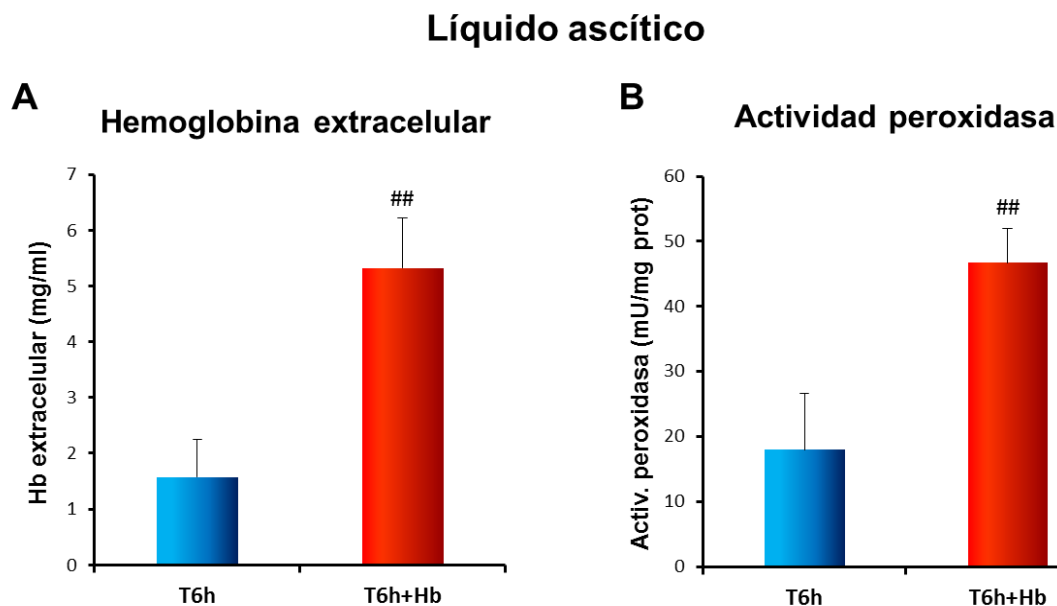 Líquido ascítico
A
Hemoglobina extracelular
Hb extracelular (mg/ml)
7
6
5
4
3
2
1
0
##
T6h
T6h+Hb
B
Actividad peroxidasa
Activ. peroxidasa (mU/mg prot)
60
50
40
30
20
10
0
##
T6h
T6h+Hb